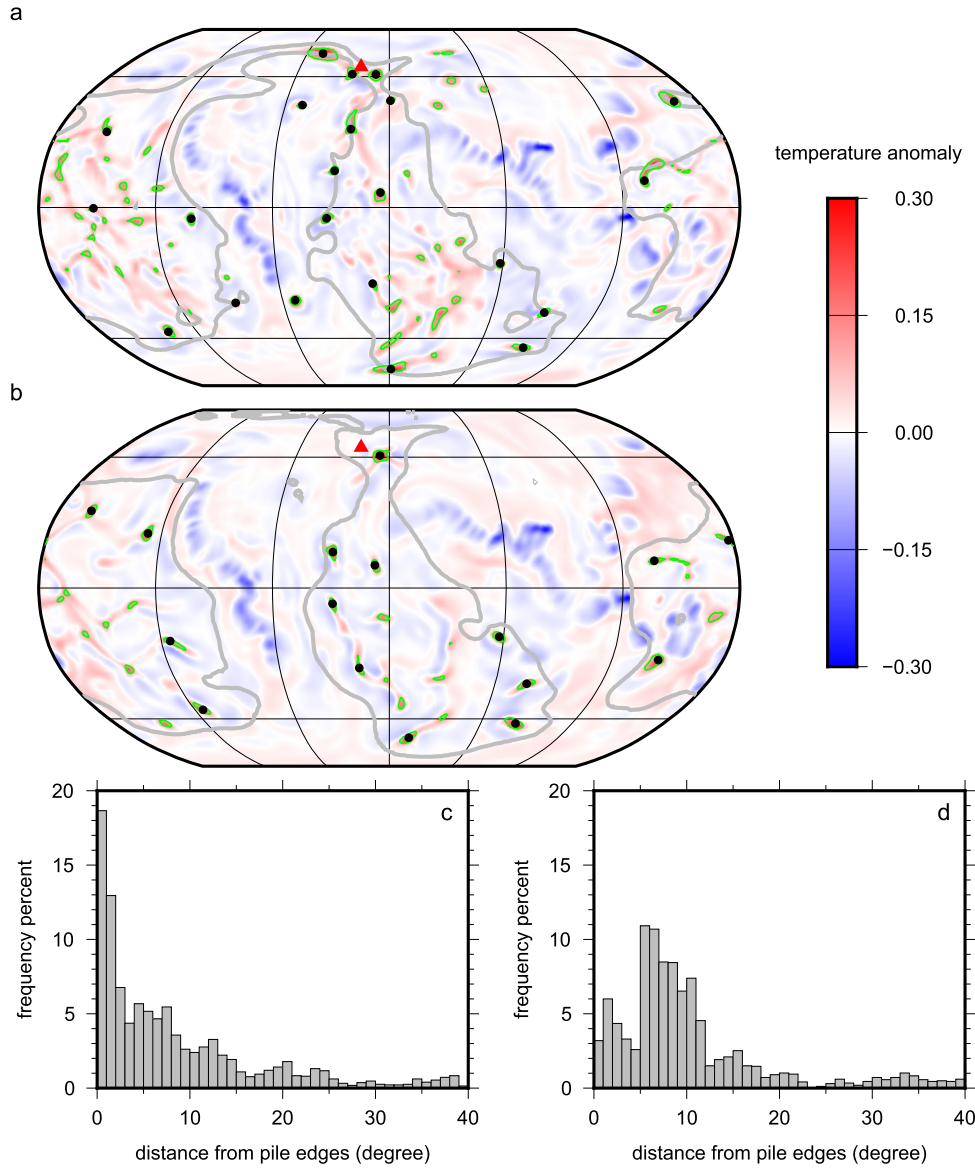 a
temperature anomaly
0.30
0.15
0.00
−0.15
−0.30
b
c
20
15
10
5
0
frequency percent
0 10 20 30 40
distance from pile edges (degree)
d
20
15
10
5
0
frequency percent
0 10 20 30 40
distance from pile edges (degree)